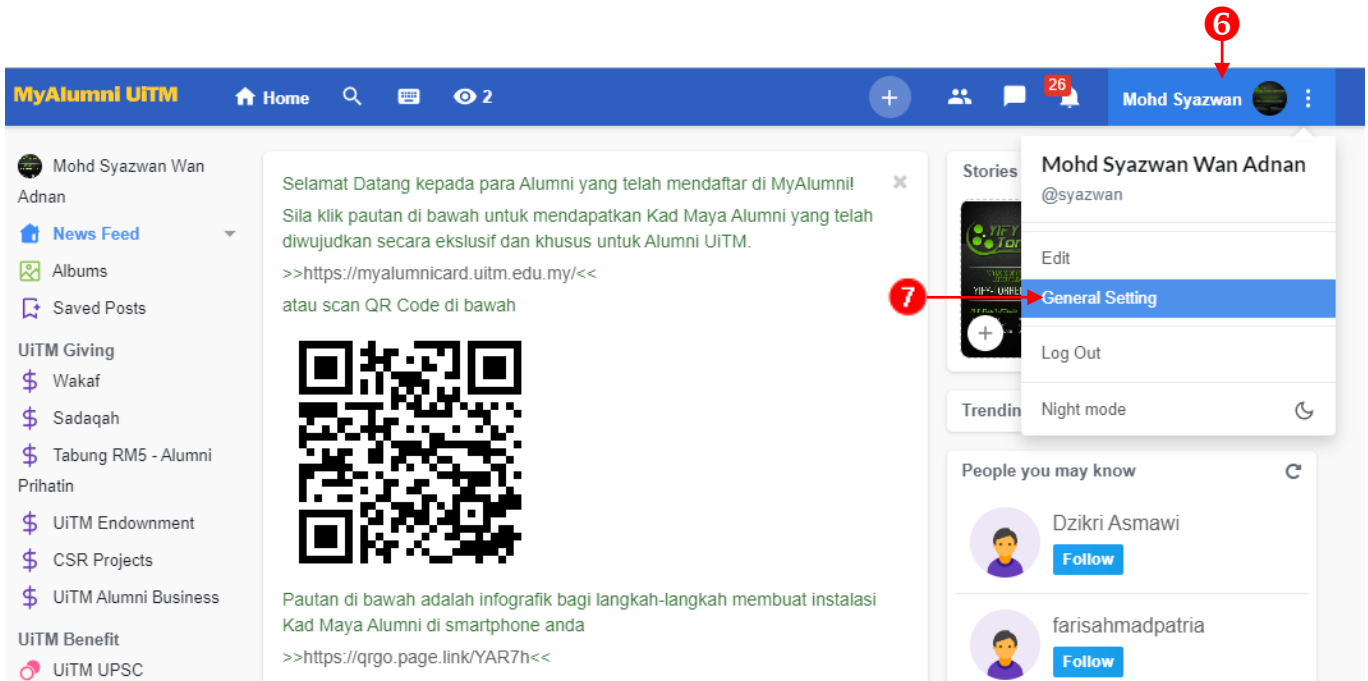 6
MyAlumni UiTM
Home
2
26
Mohd Syazwan
Mohd Syazwan Wan
Adnan
News Feed
Albums
Saved Posts
UiTM Giving
Wakaf
Sadaqah
Tabung RM5 - Alumni
Prihatin
UiTM Endownment
CSR Projects
UiTM Alumni Business
UiTM Benefit
UiTM UPSC
Selamat Datang kepada para Alumni yang telah mendaftar di MyAlumni!
Sila klik pautan di bawah untuk mendapatkan Kad Maya Alumni yang telah
diwujudkan secara ekslusif dan khusus untuk Alumni UiTM.
>>https://myalumnicard.uitm.edu.my/<<
atau scan QR Code di bawah
Pautan di bawah adalah infografik bagi langkah-langkah membuat instalasi
Kad Maya Alumni di smartphone anda
>>https://qrgo.page.link/YAR7h<<
Stories
YIFY
Mohd Syazwan Wan Adnan
@syazwan
Edit
7
General Setting
Log Out
Night mode
Trendin
People you may know
Dzikri Asmawi
Follow
farisahmadpatria
Follow